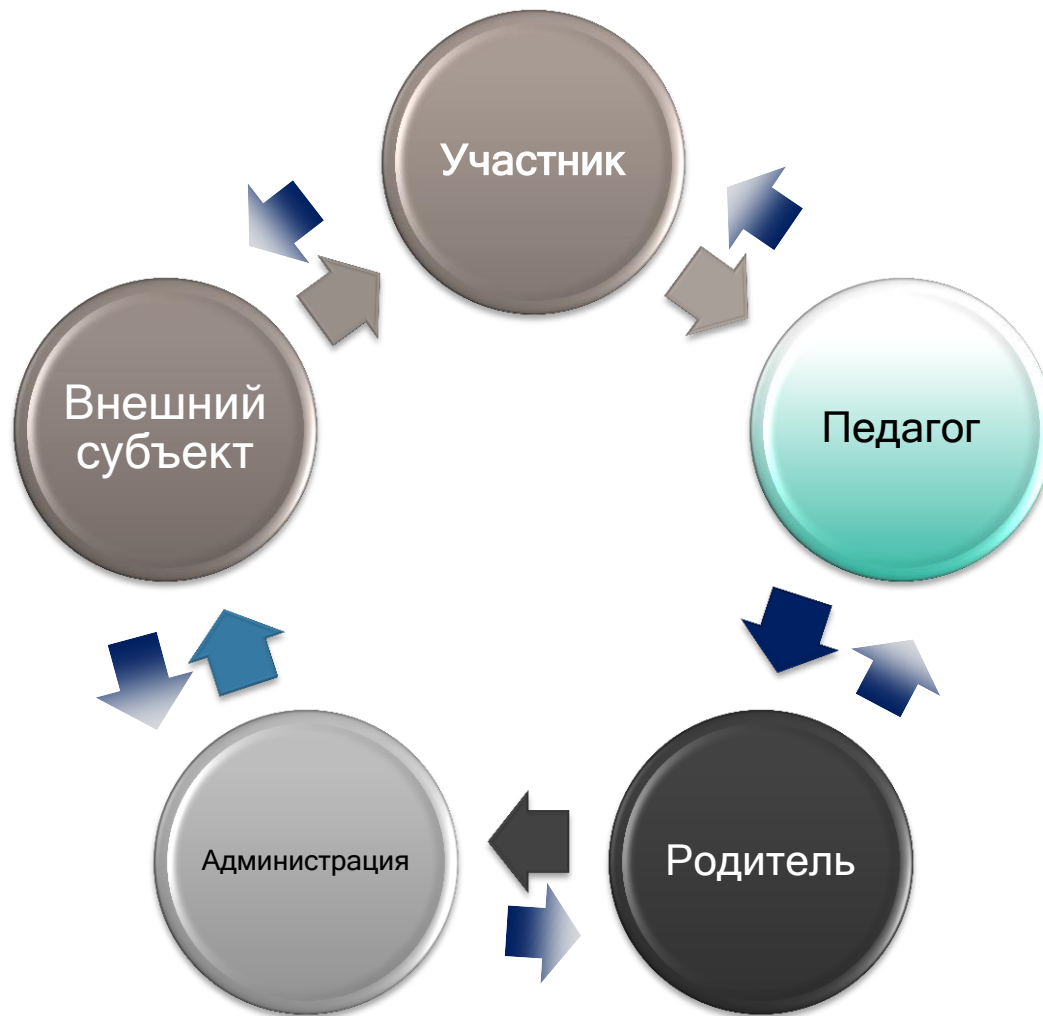 Участник
Педагог
Родитель
Администрация
Внешний
субъект